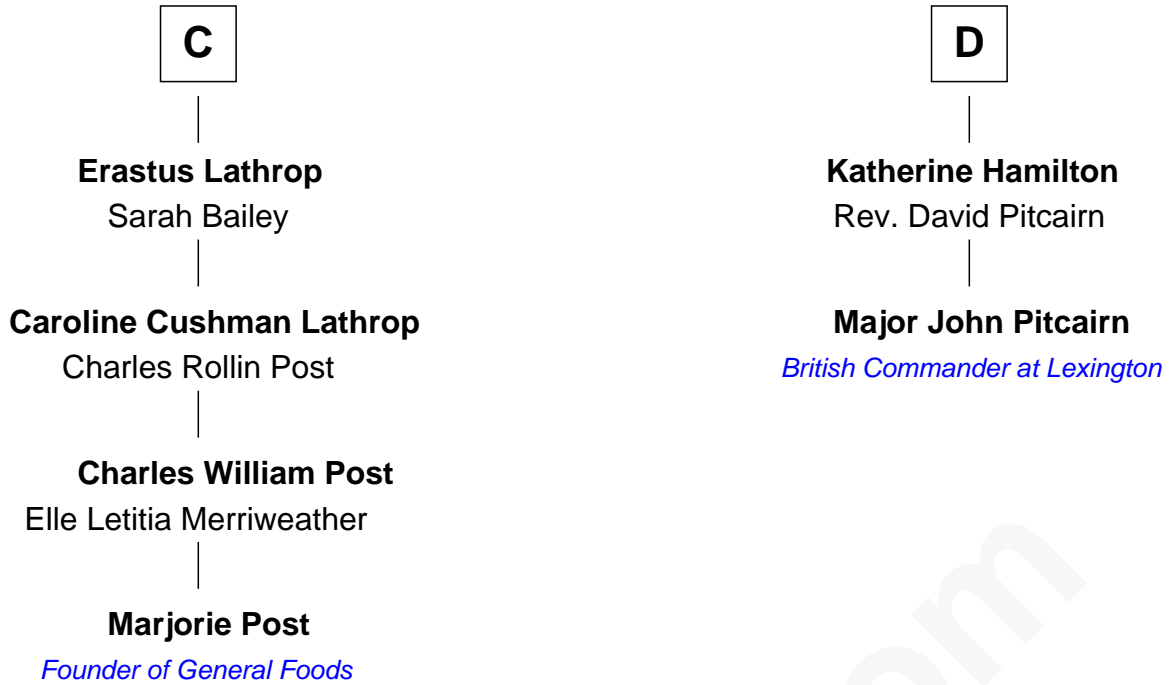 C
Erastus Lathrop
Sarah Bailey
Caroline Cushman Lathrop
Charles Rollin Post
Charles William Post
Elle Letitia Merriweather
Marjorie Post
Founder of General Foods
D
Katherine Hamilton
Rev. David Pitcairn
Major John Pitcairn
British Commander at Lexington
om